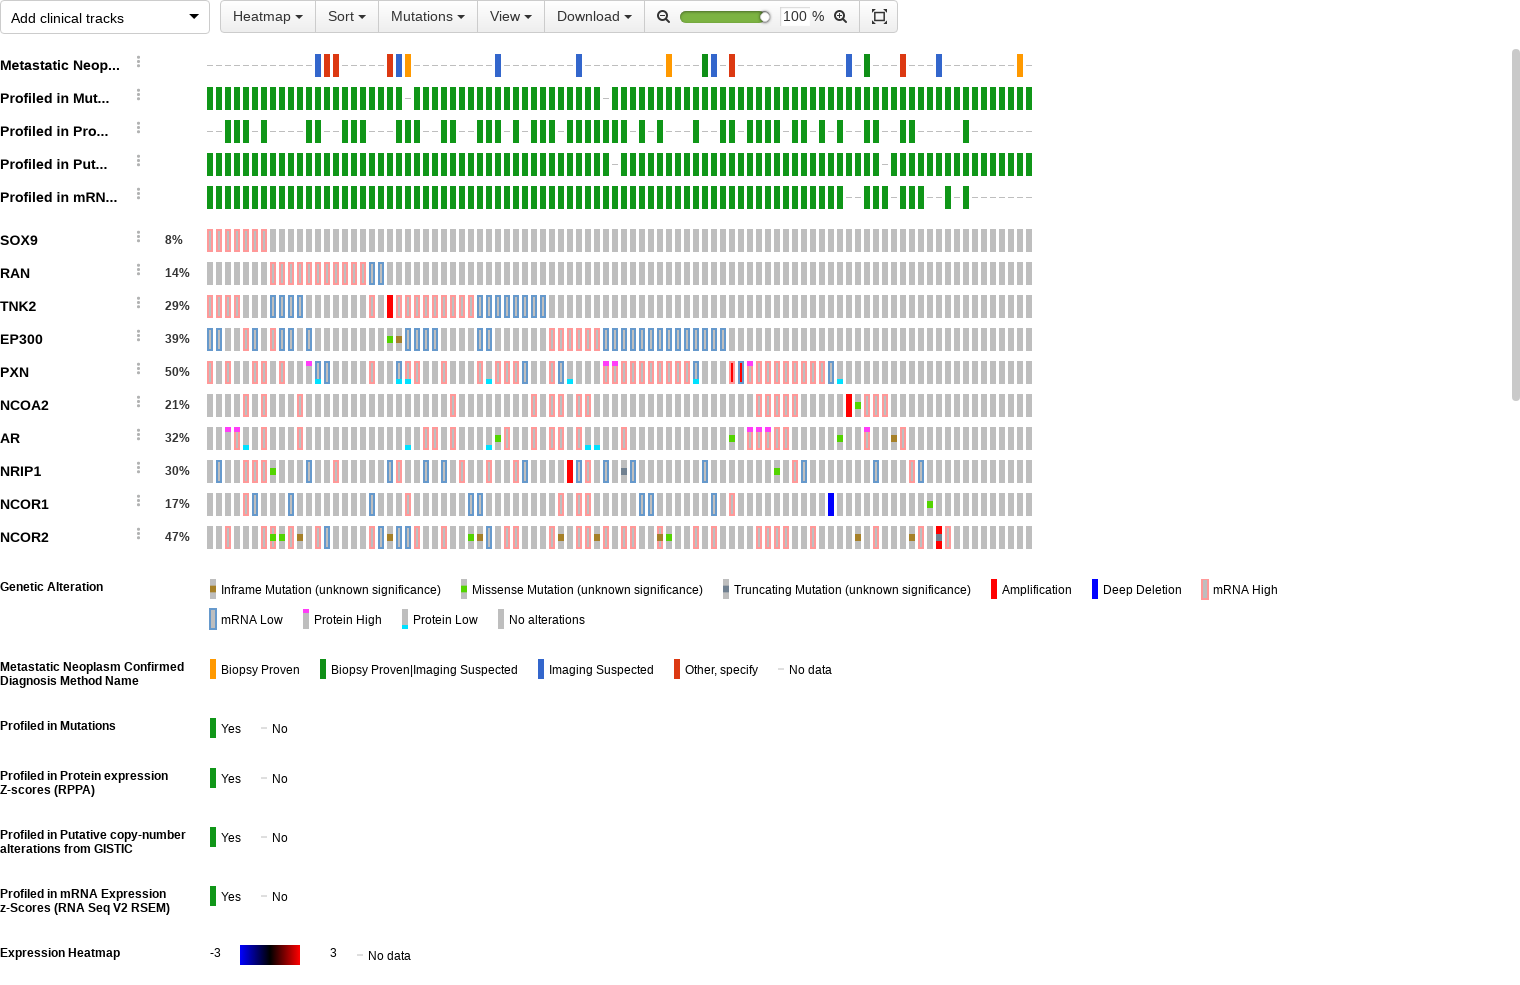 Add clinical tracks Heatmap Sort Mutations View Download 100 %
Metastatic Neop...
Profiled in Mut...
Profiled in Pro...
Profiled in Put...
Profiled in mRN...
SOX9 8%
RAN 14%
TNK2 29%
EP300 39%
PXN 50%
NCOA2 21%
AR 32%
NRIP1 30%
NCOR1 17%
NCOR2 47%
Genetic Alteration Inframe Mutation (unknown significance) Missense Mutation (unknown significance) Truncating Mutation (unknown significance) Amplification Deep Deletion mRNA High
mRNA Low Protein High Protein Low No alterations
Metastatic Neoplasm Confirmed
Diagnosis Method Name Biopsy Proven Biopsy Proven|Imaging Suspected Imaging Suspected Other, specify No data
Profiled in Mutations Yes No
Profiled in Protein expression
Z-scores (RPPA) Yes No
Profiled in Putative copy-number
alterations from GISTIC Yes No
Profiled in mRNA Expression
z-Scores (RNA Seq V2 RSEM) Yes No
Expression Heatmap -3 3 No data